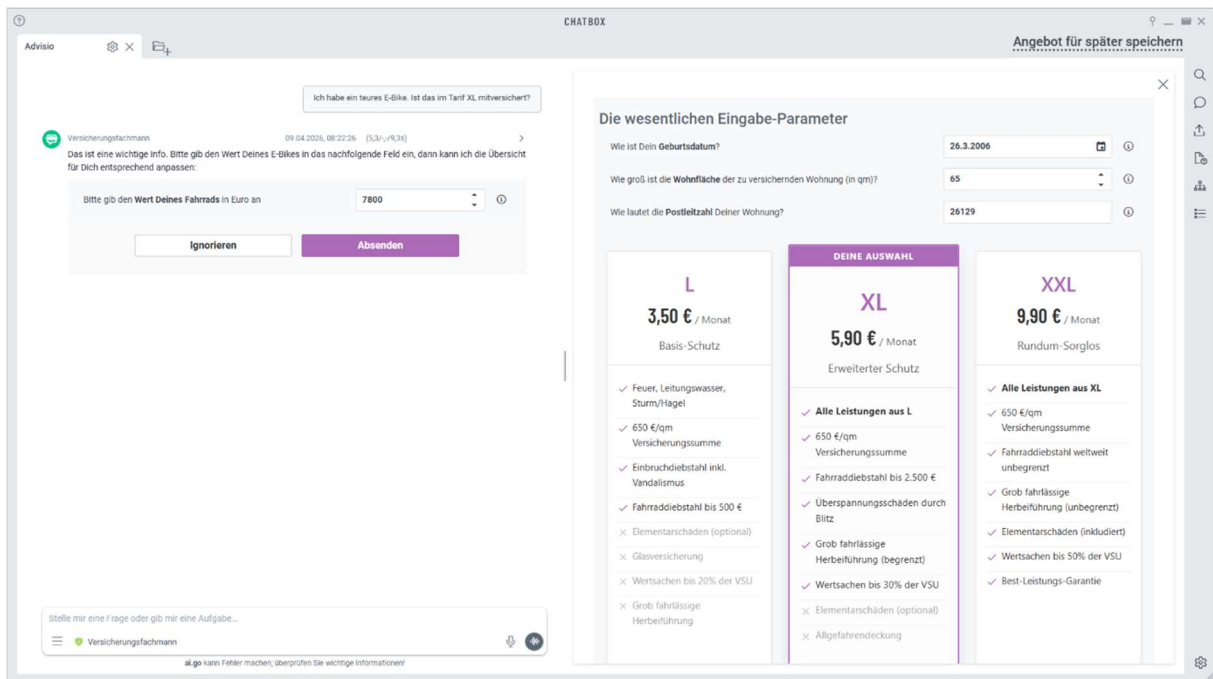 CHATBOX
Advisio
Angebot für später speichern
Ich habe ein teures E-Bike. Ist das im Tarif XL mitversichert?
Versicherungsfachmann
09.04.2026, 08:22:26
Das ist eine wichtige Info. Bitte gib den Wert Deines E-Bikes in das nachfolgende Feld ein, dann kann ich die Übersicht
für Dich entsprechend anpassen:
Bitte gib den Wert Deines Fahrrads in Euro an
7800
Ignorieren
Absenden
Stelle mir eine Frage oder gib mir eine Aufgabe...
Versicherungsfachmann
ai.go kann Fehler machen; überprüfen Sie wichtige Informationen!
Die wesentlichen Eingabe-Parameter
Wie ist Dein Geburtsdatum?
26.3.2006
Wie groß ist die Wohnfläche der zu versichernden Wohnung (in qm)?
65
Wie lautet die Postleitzahl Deiner Wohnung?
26129
L
3,50 € / Monat
Basis-Schutz
Feuer, Leitungswasser,
Sturm/Hagel
650 €/qm
Versicherungssumme
Einbruchdiebstahl inkl.
Vandalismus
Fahrraddiebstahl bis 500 €
Elementarschäden (optional)
Glasversicherung
Wertsachen bis 20% der VSU
Grob fahrlässige
Herbeiführung
DEINE AUSWAHL
XL
5,90 € / Monat
Erweiterter Schutz
Alle Leistungen aus L
650 €/qm
Versicherungssumme
Fahrraddiebstahl bis 2.500 €
Überspannungsschäden durch
Blitz
Grob fahrlässige
Herbeiführung (begrenzt)
Wertsachen bis 30% der VSU
Elementarschäden (optional)
Allgefahrendeckung
XXL
9,90 € / Monat
Rundum-Sorglos
Alle Leistungen aus XL
650 €/qm
Versicherungssumme
Fahrraddiebstahl weltweit
unbegrenzt
Grob fahrlässige
Herbeiführung (unbegrenzt)
Elementarschäden (inkludiert)
Wertsachen bis 50% der VSU
Best-Leistungs-Garantie